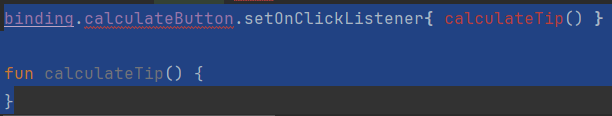 binding.calculateButton.setOnClickListener{ calculateTip() }
fun calculateTip() {
}